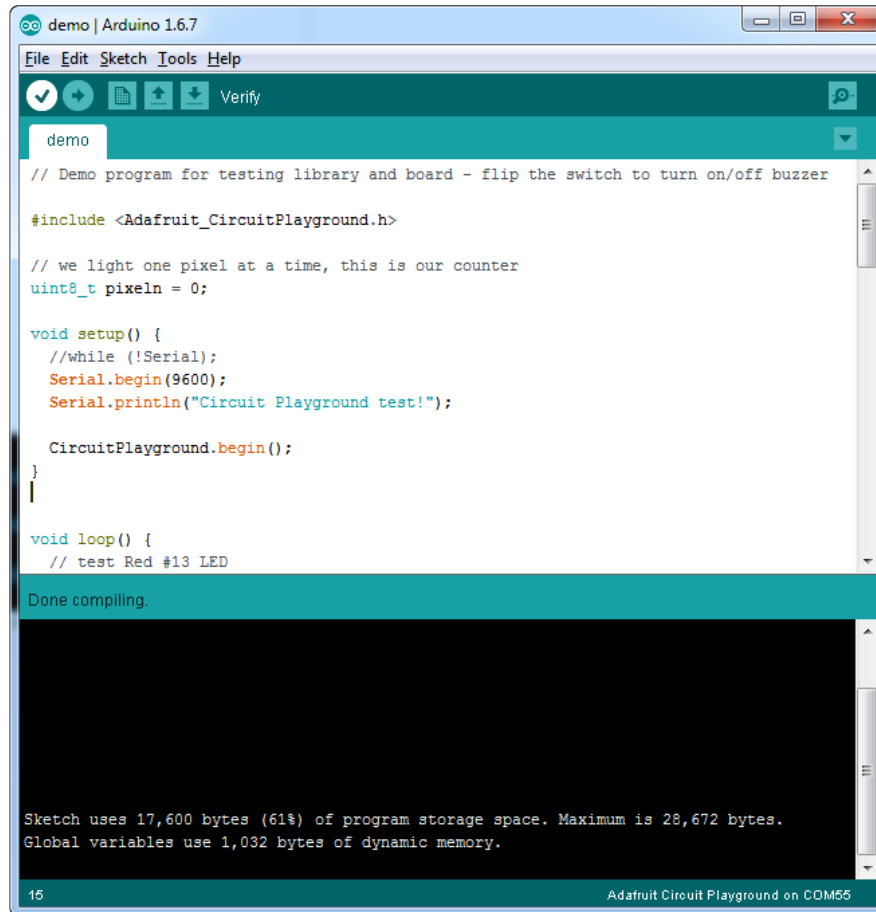 demo | Arduino 1.6.7
File Edit Sketch Tools Help
Verify
demo
// Demo program for testing library and board - flip the switch to turn on/off buzzer
#include <Adafruit_CircuitPlayground.h>
// we light one pixel at a time, this is our counter
uint8_t pixeln = 0;
void setup() {
  //while (!Serial);
  Serial.begin(9600);
  Serial.println("Circuit Playground test!");
  CircuitPlayground.begin();
}
void loop() {
  // test Red #13 LED
Done compiling.
Sketch uses 17,600 bytes (61%) of program storage space. Maximum is 28,672 bytes.
Global variables use 1,032 bytes of dynamic memory.
15 Adafruit Circuit Playground on COM55